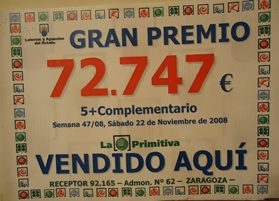 Loterías y Apuestas
del Estado
GRAN PREMIO
72.747 €
5+Complementario
Semana 47/08, Sábado 22 de Noviembre de 2008
La Primitiva
VENDIDO AQUÍ
RECEPTOR 92.165 – Admon. Nº 62 – ZARAGOZA –